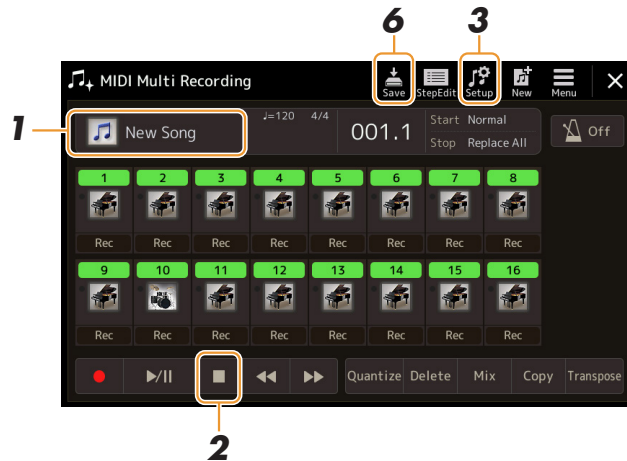 6 3
MIDI Multi Recording Save StepEdit Setup New Menu
1 New Song ♩=120 4/4 001.1 Start Normal Off
Stop Replace All
1 2 3 4 5 6 7 8
Rec Rec Rec Rec Rec Rec Rec Rec
9 10 11 12 13 14 15 16
Rec Rec Rec Rec Rec Rec Rec Rec
Quantize Delete Mix Copy Transpose
2